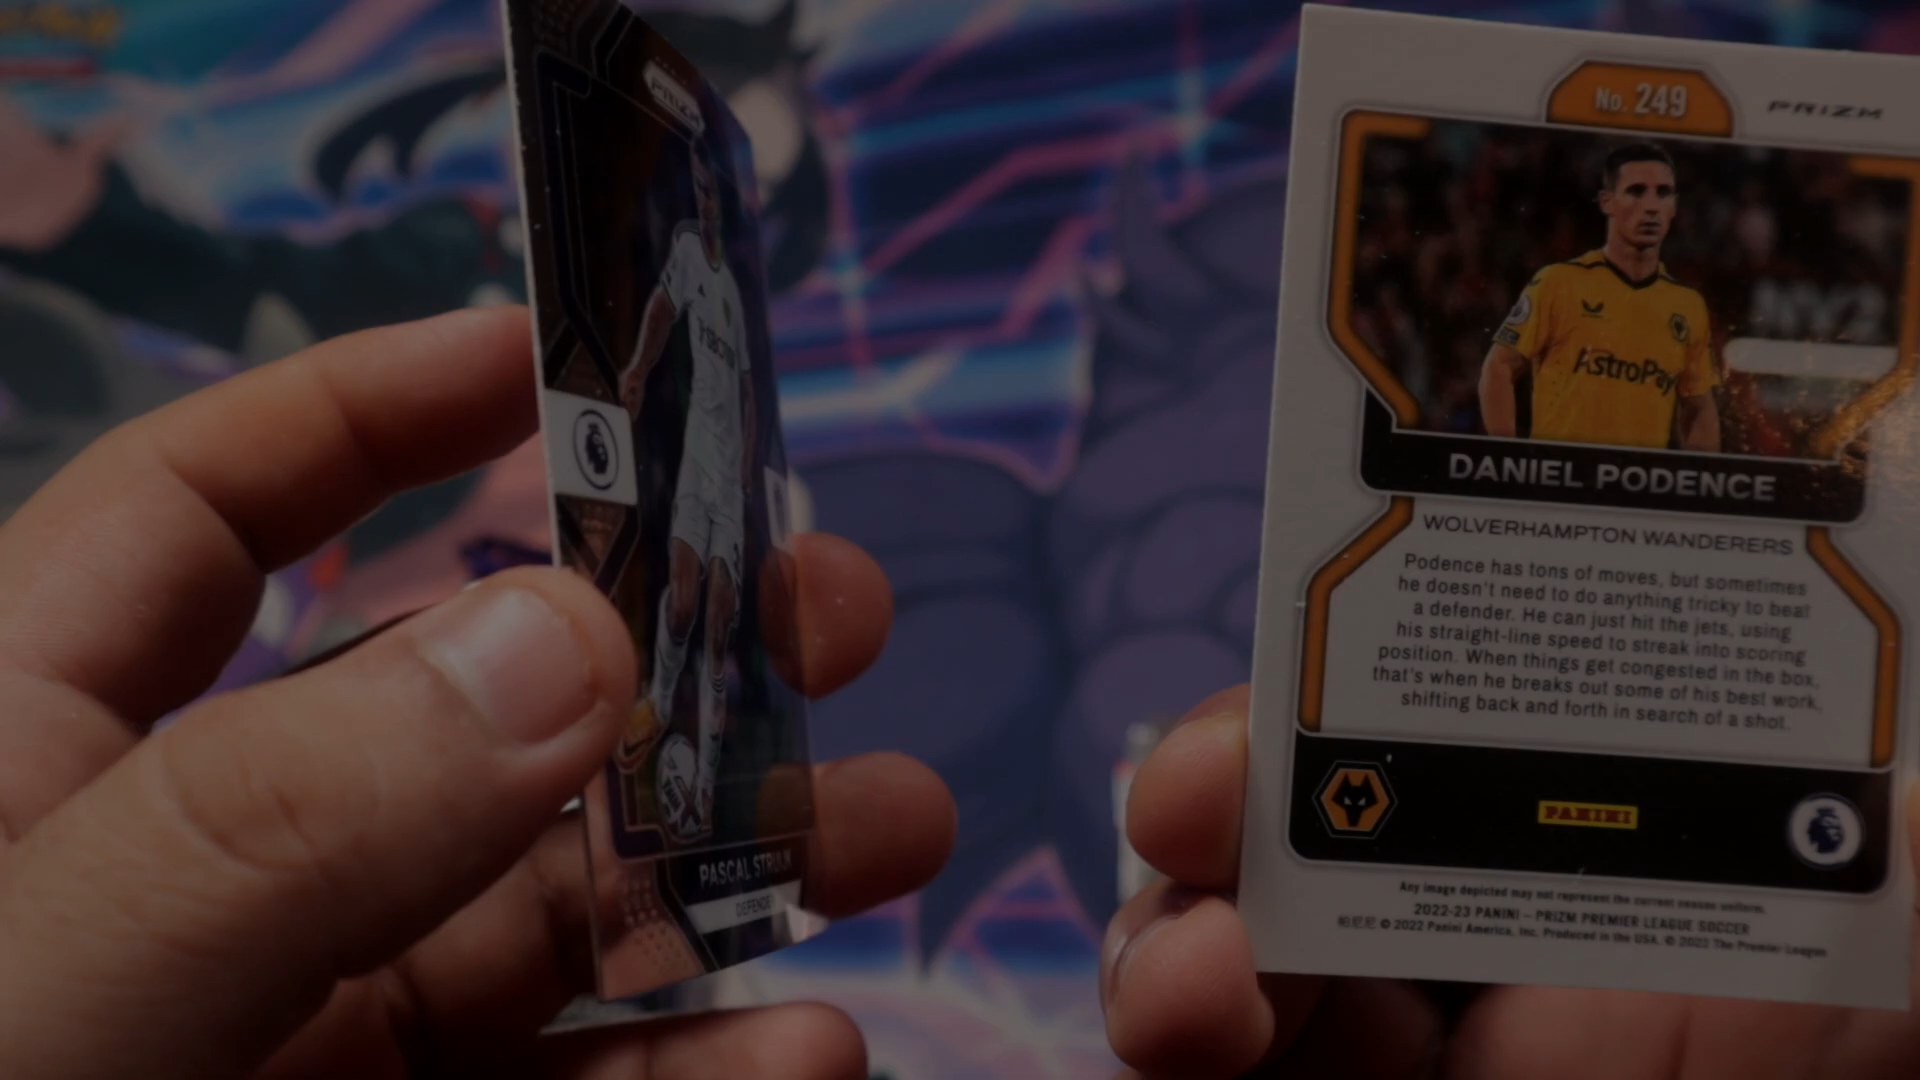 PRIZM
PASCAL STRUIJK
DEFENDER
No. 249
PRIZM
AstroPay
DANIEL PODENCE
WOLVERHAMPTON WANDERERS
Podence has tons of moves, but sometimes
he doesn't need to do anything tricky to beat
a defender. He can just hit the jets, using
his straight-line speed to streak into scoring
position. When things get congested in the box,
that's when he breaks out some of his best work,
shifting back and forth in search of a shot.
PANINI
Any image depicted may not represent the current season uniform.
2022-23 PANINI – PRIZM PREMIER LEAGUE SOCCER
帕尼尼 © 2022 Panini America, Inc. Produced in the USA. © 2022 The Premier League